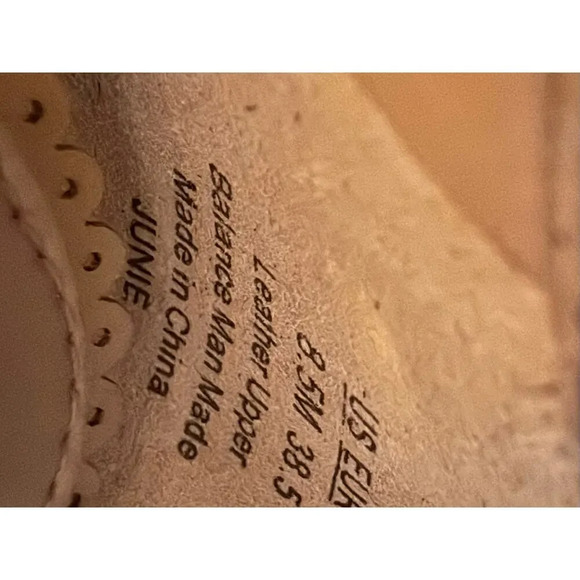 US EUR
8.5M 38.5
Leather Upper
Balance Man Made
Made in China
JUNIE